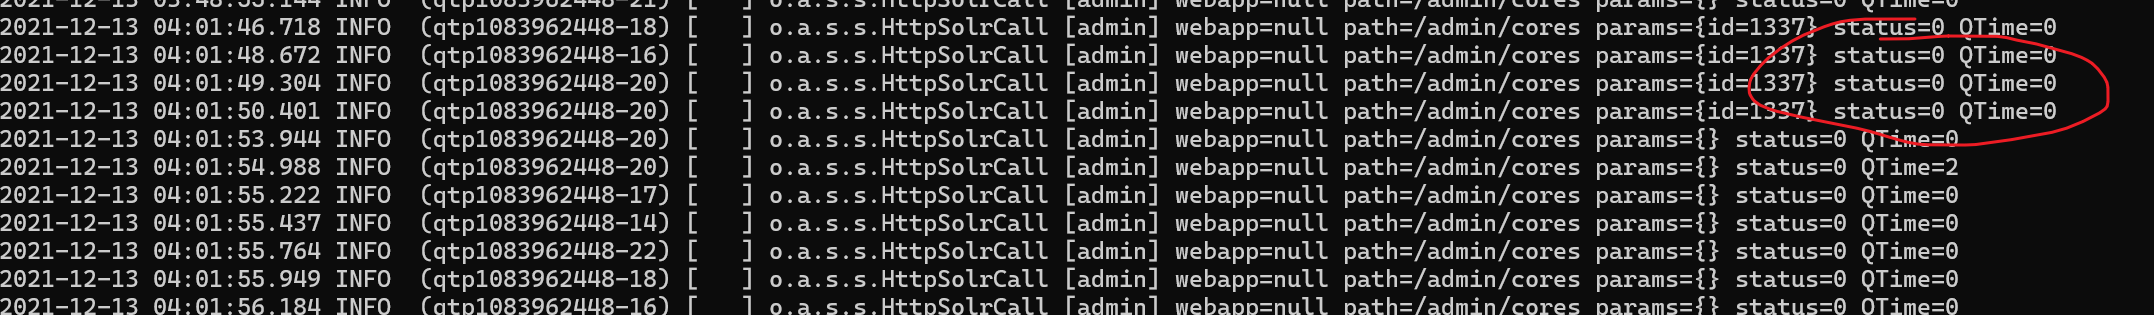 2021-12-13 03:48:53.144 INFO  (qtp1083962448-21) [   ] o.a.s.s.HttpSolrCall [admin] webapp=null path=/admin/cores params={} status=0 QTime=0
2021-12-13 04:01:46.718 INFO  (qtp1083962448-18) [   ] o.a.s.s.HttpSolrCall [admin] webapp=null path=/admin/cores params={id=1337} status=0 QTime=0
2021-12-13 04:01:48.672 INFO  (qtp1083962448-16) [   ] o.a.s.s.HttpSolrCall [admin] webapp=null path=/admin/cores params={id=1337} status=0 QTime=0
2021-12-13 04:01:49.304 INFO  (qtp1083962448-20) [   ] o.a.s.s.HttpSolrCall [admin] webapp=null path=/admin/cores params={id=1337} status=0 QTime=0
2021-12-13 04:01:50.401 INFO  (qtp1083962448-20) [   ] o.a.s.s.HttpSolrCall [admin] webapp=null path=/admin/cores params={id=1337} status=0 QTime=0
2021-12-13 04:01:53.944 INFO  (qtp1083962448-20) [   ] o.a.s.s.HttpSolrCall [admin] webapp=null path=/admin/cores params={} status=0 QTime=0
2021-12-13 04:01:54.988 INFO  (qtp1083962448-20) [   ] o.a.s.s.HttpSolrCall [admin] webapp=null path=/admin/cores params={} status=0 QTime=2
2021-12-13 04:01:55.222 INFO  (qtp1083962448-17) [   ] o.a.s.s.HttpSolrCall [admin] webapp=null path=/admin/cores params={} status=0 QTime=0
2021-12-13 04:01:55.437 INFO  (qtp1083962448-14) [   ] o.a.s.s.HttpSolrCall [admin] webapp=null path=/admin/cores params={} status=0 QTime=0
2021-12-13 04:01:55.764 INFO  (qtp1083962448-22) [   ] o.a.s.s.HttpSolrCall [admin] webapp=null path=/admin/cores params={} status=0 QTime=0
2021-12-13 04:01:55.949 INFO  (qtp1083962448-18) [   ] o.a.s.s.HttpSolrCall [admin] webapp=null path=/admin/cores params={} status=0 QTime=0
2021-12-13 04:01:56.184 INFO  (qtp1083962448-16) [   ] o.a.s.s.HttpSolrCall [admin] webapp=null path=/admin/cores params={} status=0 QTime=0